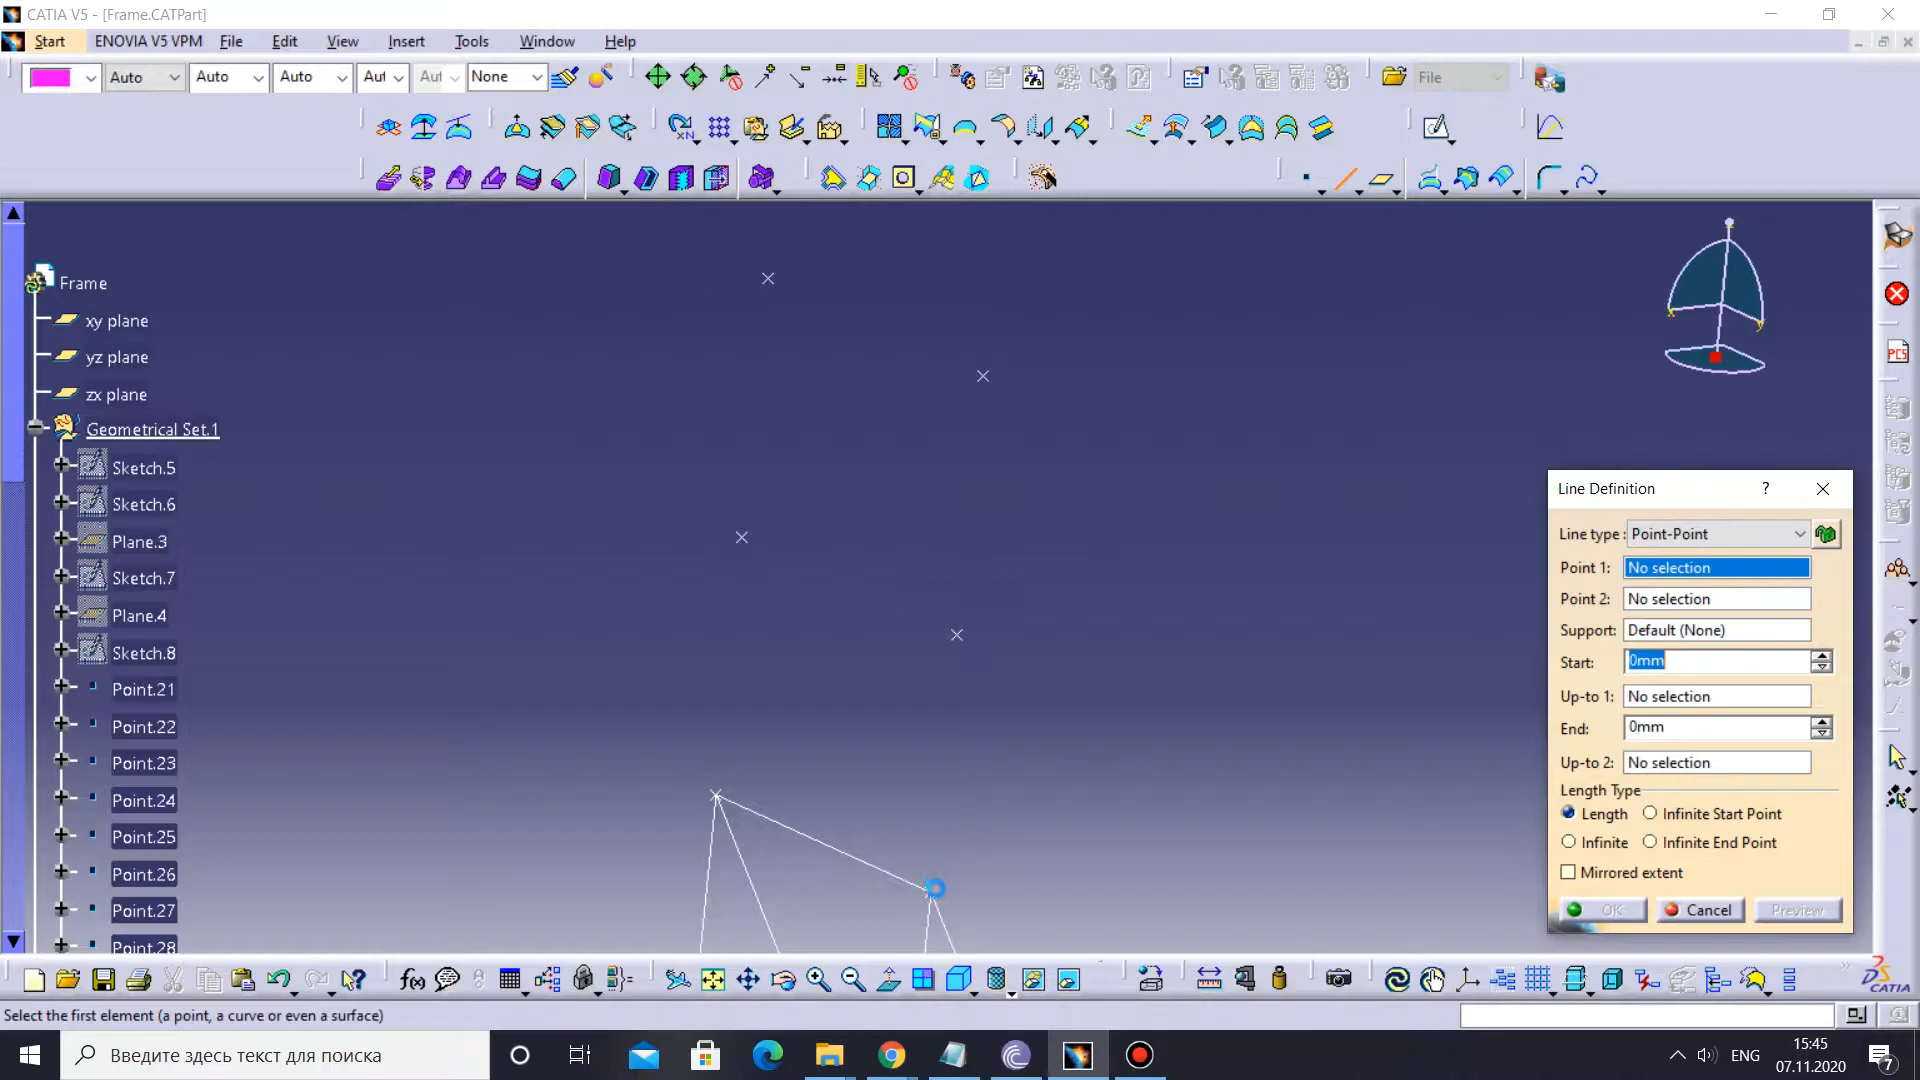 CATIA V5 - [Frame.CATPart]
Start ENOVIA V5 VPM File Edit View Insert Tools Window Help
Auto Auto Auto Aut Aut None File
Frame
xy plane
yz plane
zx plane
Geometrical Set.1
Sketch.5
Sketch.6
Plane.3
Sketch.7
Plane.4
Sketch.8
Point.21
Point.22
Point.23
Point.24
Point.25
Point.26
Point.27
Point.28
x
y
PCS
Line Definition ?
Line type : Point-Point
Point 1: No selection
Point 2: No selection
Support: Default (None)
Start: 0mm
Up-to 1: No selection
End: 0mm
Up-to 2: No selection
Length Type
Length Infinite Start Point
Infinite Infinite End Point
Mirrored extent
OK Cancel Preview
f(x)
CATIA
Select the first element (a point, a curve or even a surface)
Введите здесь текст для поиска
ENG
15:45
07.11.2020
7